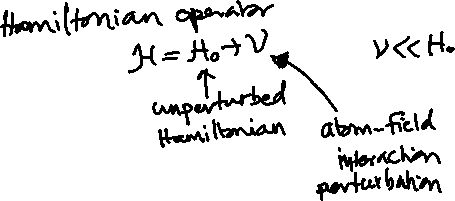 Hamiltonian operator
H = H₀ + V V << H₀
unperturbed
Hamiltonian
atom-field
interaction
perturbation